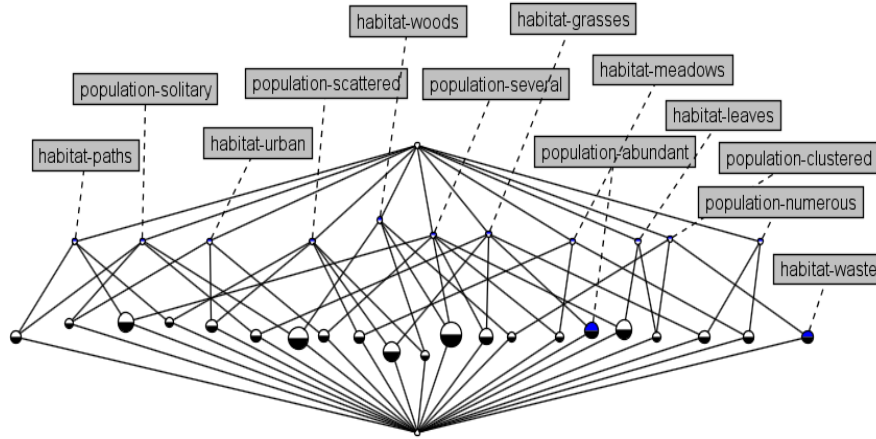 habitat-woods
habitat-grasses
population-solitary
population-scattered
population-several
habitat-meadows
habitat-leaves
habitat-paths
habitat-urban
population-abundant
population-clustered
population-numerous
habitat-waste